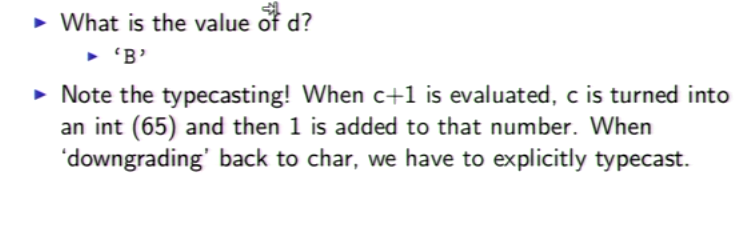 What is the value of d?
‘B’
Note the typecasting! When c+1 is evaluated, c is turned into
an int (65) and then 1 is added to that number. When
‘downgrading’ back to char, we have to explicitly typecast.